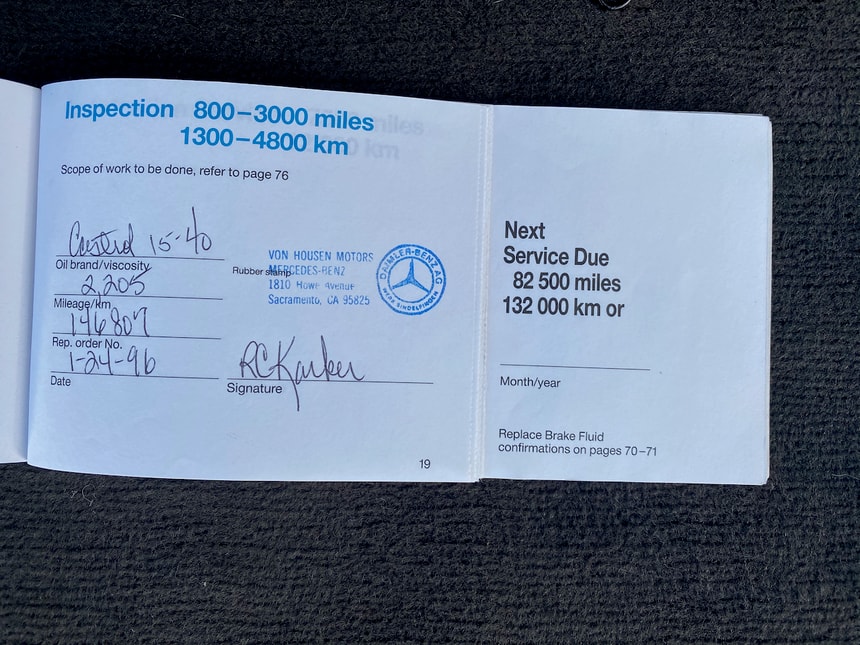 Inspection 800–3000 miles
1300–4800 km
Scope of work to be done, refer to page 76
Castrol 15-40
Oil brand/viscosity
2,205
Mileage/km
146807
Rep. order No.
1-24-96
Date
Rubber stamp
VON HOUSEN MOTORS
MERCEDES-BENZ
1810 Howe Avenue
Sacramento, CA 95825
DAIMLER-BENZ AG
WERK SINDELFINGEN
RCKarker
Signature
19
Next
Service Due
82 500 miles
132 000 km or
Month/year
Replace Brake Fluid
confirmations on pages 70–71